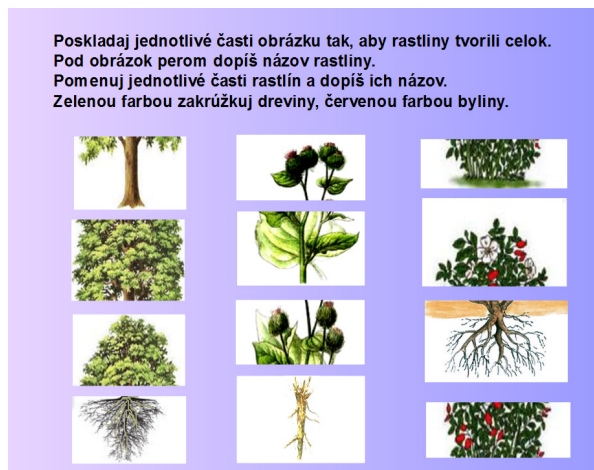 Poskladaj jednotlivé časti obrázku tak, aby rastliny tvorili celok.
Pod obrázok perom dopíš názov rastliny.
Pomenuj jednotlivé časti rastlín a dopíš ich názov.
Zelenou farbou zakrúžkuj dreviny, červenou farbou byliny.